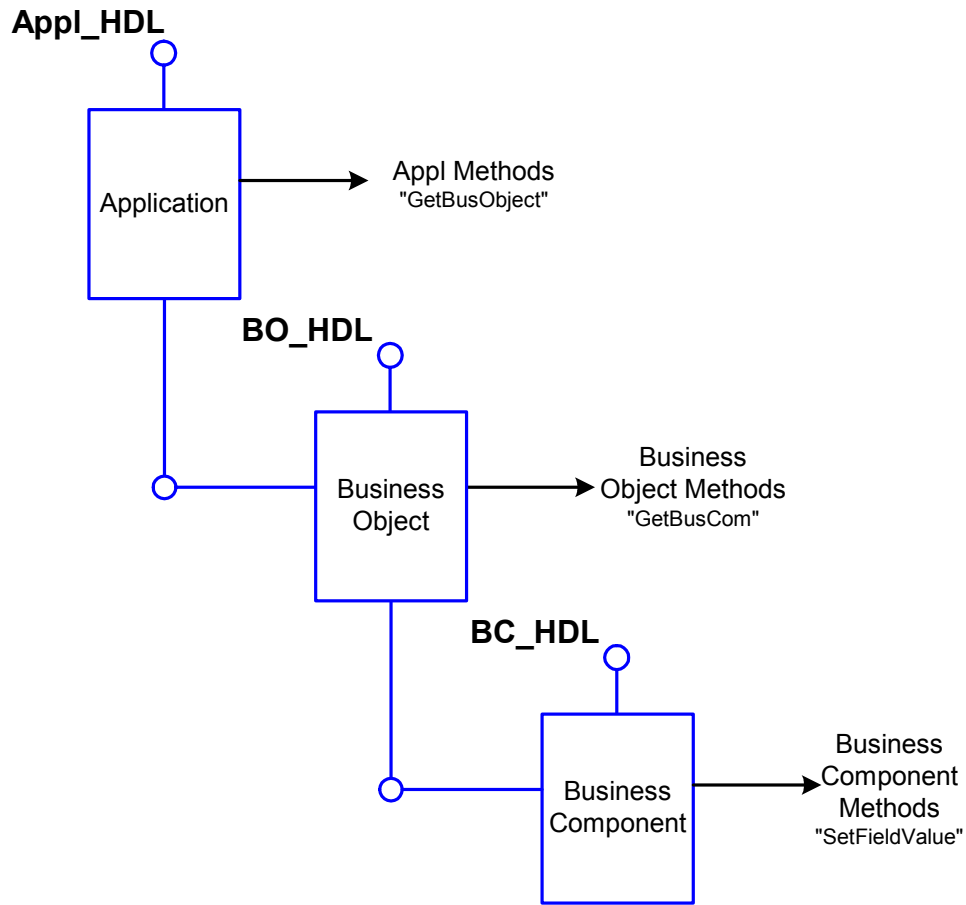 Appl_HDL
Application
Appl Methods
"GetBusObject"
BO_HDL
Business
Object
Business
Object Methods
"GetBusCom"
BC_HDL
Business
Component
Business
Component
Methods
"SetFieldValue"